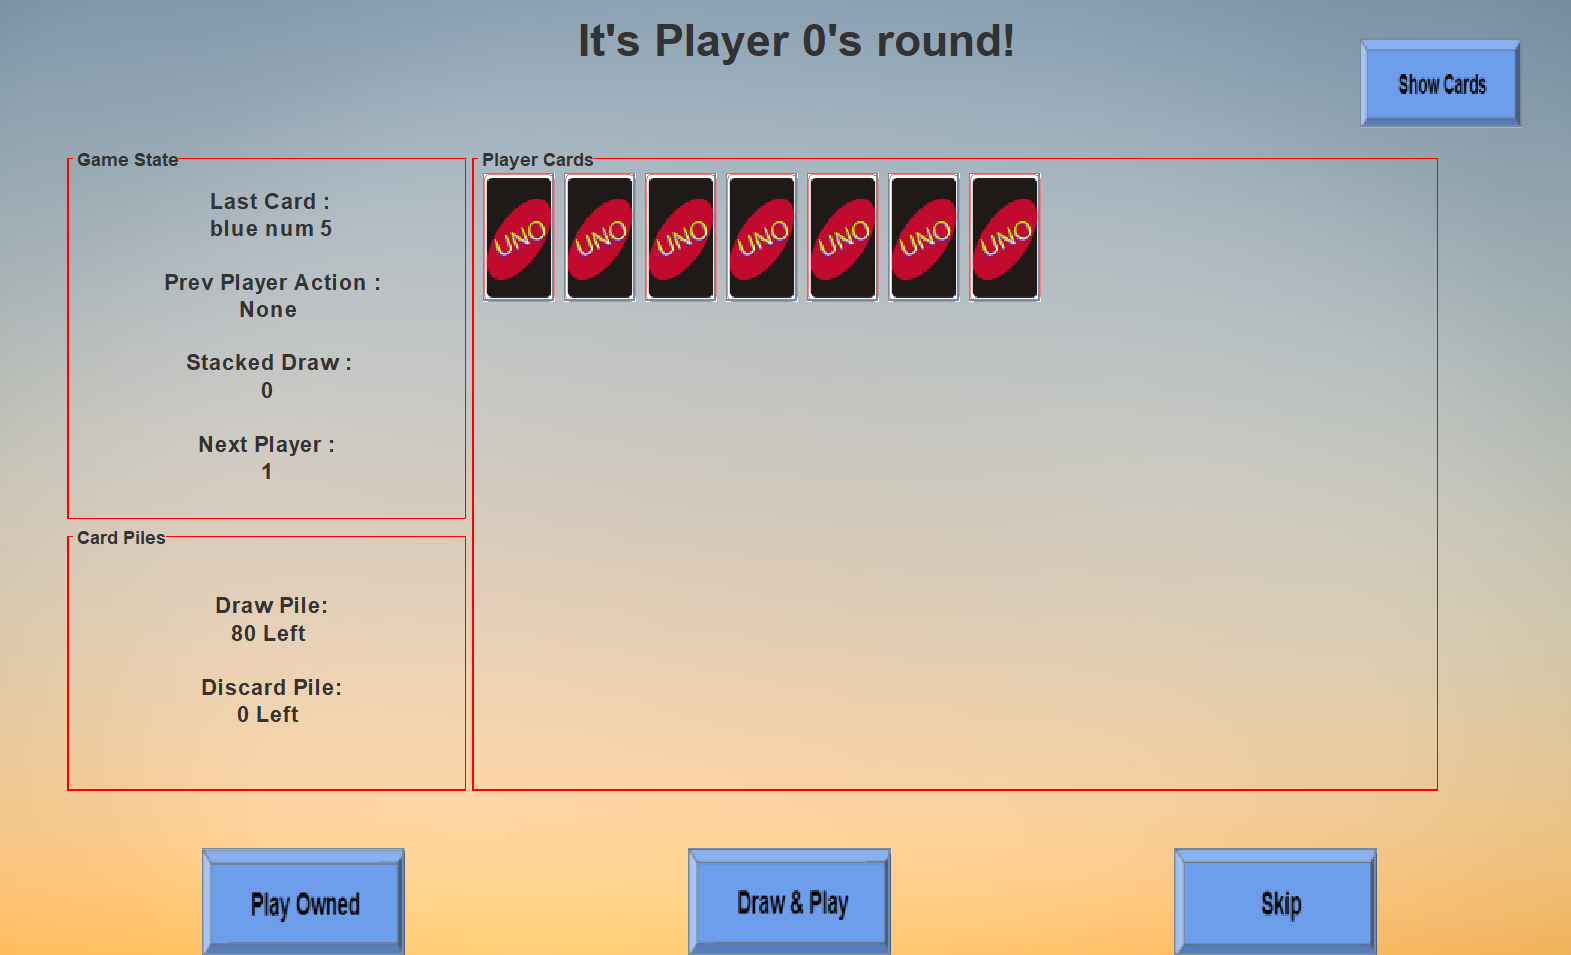 It's Player 0's round!
Show Cards
Game State
Last Card :
blue num 5
Prev Player Action :
None
Stacked Draw :
0
Next Player :
1
Player Cards
UNO UNO UNO UNO UNO UNO UNO
Card Piles
Draw Pile:
80 Left
Discard Pile:
0 Left
Play Owned
Draw & Play
Skip